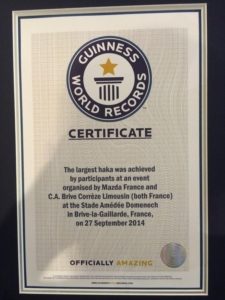 GUINNESS
WORLD RECORDS
CERTIFICATE
The largest haka was achieved
by participants at an event
organised by Mazda France and
C.A. Brive Corrèze Limousin (both France)
at the Stade Amédée Domenech
in Brive-la-Gaillarde, France,
on 27 September 2014
OFFICIALLY AMAZING